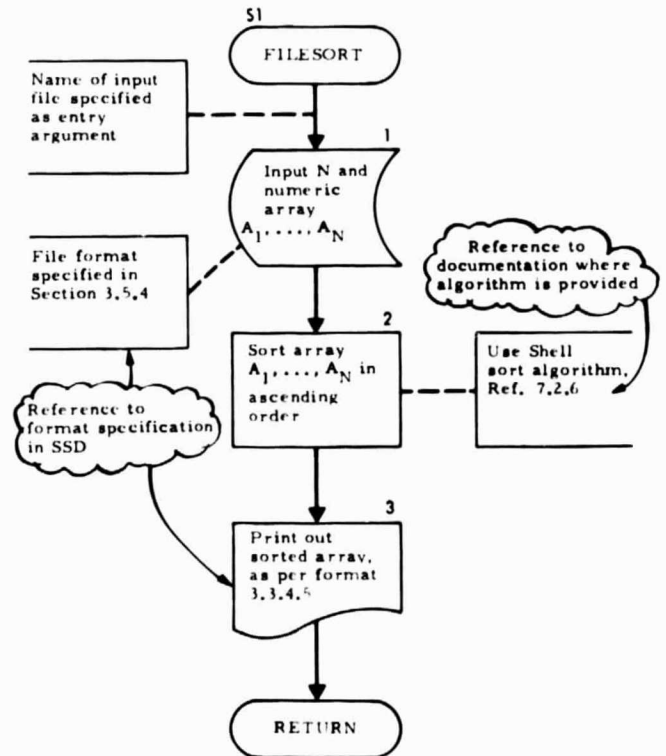 S1
FILESORT
Name of input
file specified
as entry
argument
1
Input N and
numeric
array
A1, . . . , AN
File format
specified in
Section 3.5.4
Reference to
documentation where
algorithm is provided
2
Sort array
A1, . . . , AN in
ascending
order
Use Shell
sort algorithm,
Ref. 7.2.6
Reference to
format specification
in SSD
3
Print out
sorted array,
as per format
3.3.4.5
RETURN